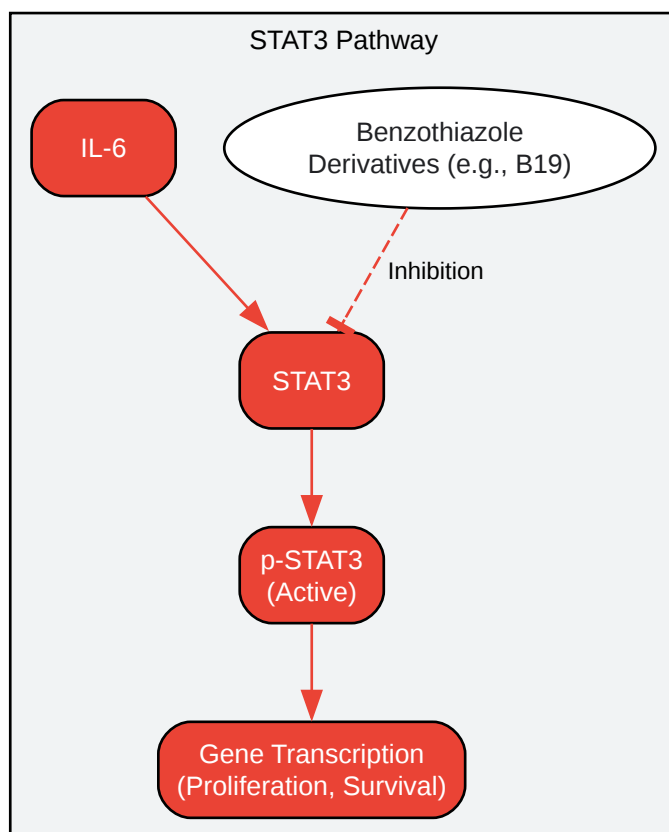 STAT3 Pathway
IL-6
Benzothiazole
Derivatives (e.g., B19)
Inhibition
STAT3
p-STAT3
(Active)
Gene Transcription
(Proliferation, Survival)